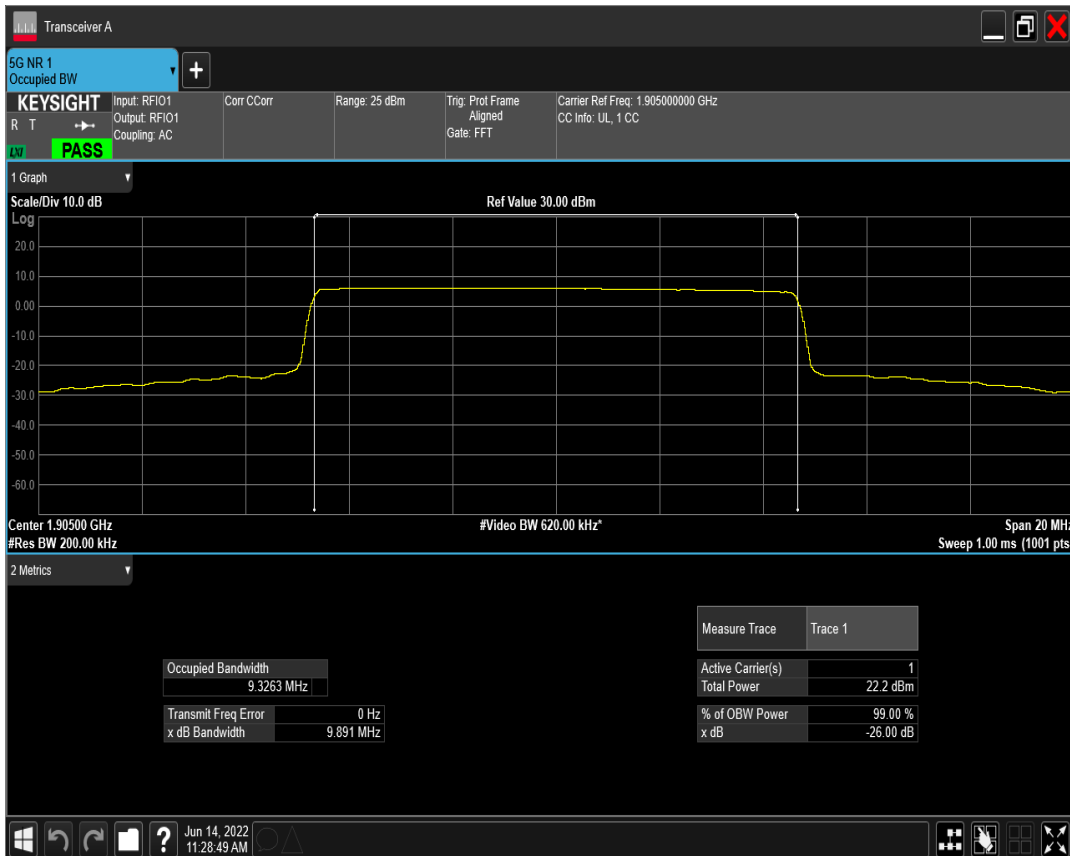 Transceiver A
5G NR 1
Occupied BW
KEYSIGHT
R T
LXI
PASS
Input: RFIO1
Output: RFIO1
Coupling: AC
Corr CCorr
Range: 25 dBm
Trig: Prot Frame
Aligned
Gate: FFT
Carrier Ref Freq: 1.905000000 GHz
CC Info: UL, 1 CC
1 Graph
Scale/Div 10.0 dB
Ref Value 30.00 dBm
Log
20.0
10.0
0.00
-10.0
-20.0
-30.0
-40.0
-50.0
-60.0
Center 1.90500 GHz
#Video BW 620.00 kHz*
Span 20 MHz
#Res BW 200.00 kHz
Sweep 1.00 ms (1001 pts
2 Metrics
Measure Trace Trace 1
Occupied Bandwidth
9.3263 MHz
Active Carrier(s) 1
Total Power 22.2 dBm
Transmit Freq Error 0 Hz
x dB Bandwidth 9.891 MHz
% of OBW Power 99.00 %
x dB -26.00 dB
?
Jun 14, 2022
11:28:49 AM